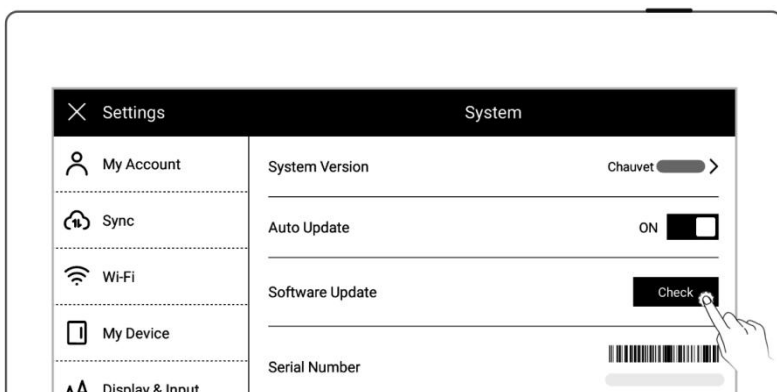 Settings
System
My Account
System Version
Chauvet
Sync
Auto Update
ON
Wi-Fi
Software Update
Check
My Device
Serial Number
Display & Input